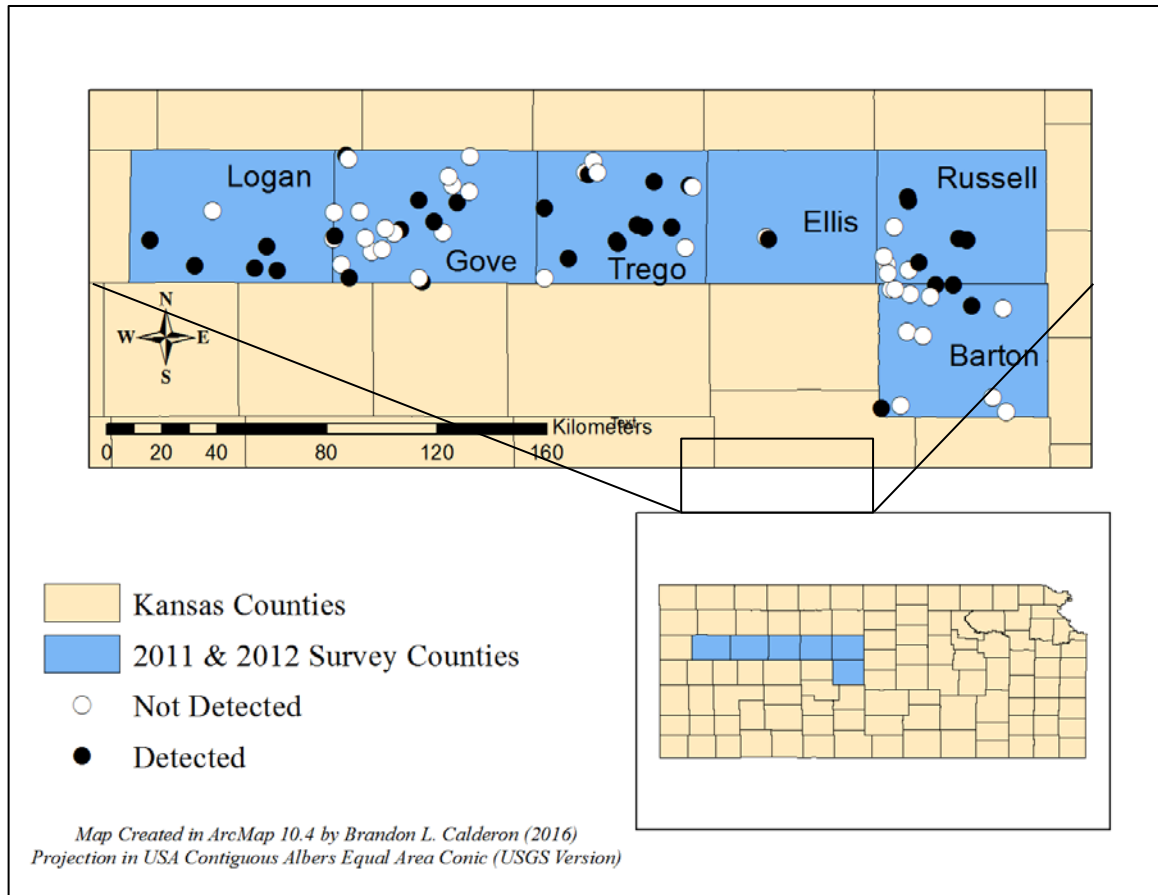 Logan
Russell
Ellis
Gove
Trego
N
W E
S
Barton
Text
Kilometers
0 20 40 80 120 160
Kansas Counties
2011 & 2012 Survey Counties
Not Detected
Detected
Map Created in ArcMap 10.4 by Brandon L. Calderon (2016)
Projection in USA Contiguous Albers Equal Area Conic (USGS Version)